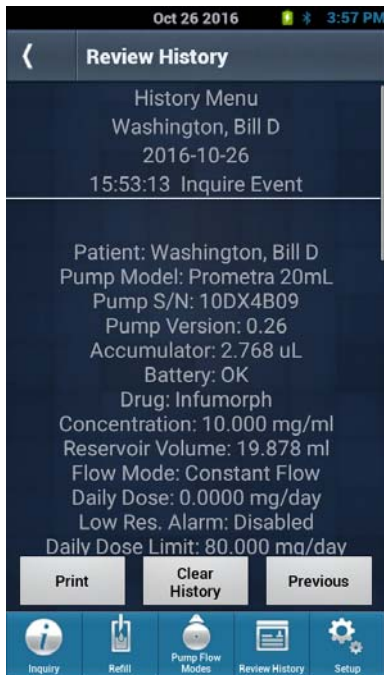 Oct 26 2016 3:57 PM
Review History
History Menu
Washington, Bill D
2016-10-26
15:53:13 Inquire Event
Patient: Washington, Bill D
Pump Model: Prometra 20mL
Pump S/N: 10DX4B09
Pump Version: 0.26
Accumulator: 2.768 uL
Battery: OK
Drug: Infumorph
Concentration: 10.000 mg/ml
Reservoir Volume: 19.878 ml
Flow Mode: Constant Flow
Daily Dose: 0.0000 mg/day
Low Res. Alarm: Disabled
Daily Dose Limit: 80.000 mg/day
Print
Clear
History
Previous
Inquiry
Refill
Pump Flow
Modes
Review History
Setup